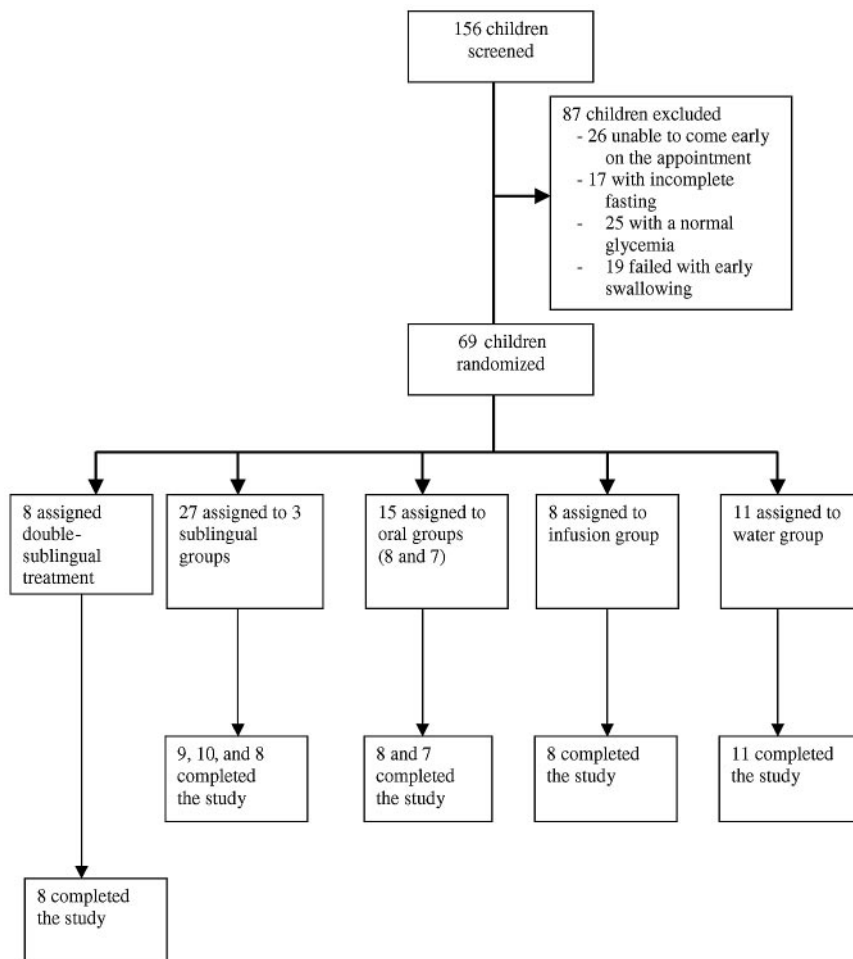 156 children
screened
87 children excluded
- 26 unable to come early
on the appointment
- 17 with incomplete
fasting
- 25 with a normal
glycemia
- 19 failed with early
swallowing
69 children
randomized
8 assigned
double-
sublingual
treatment
27 assigned to 3
sublingual
groups
15 assigned to
oral groups
(8 and 7)
8 assigned to
infusion group
11 assigned to
water group
9, 10, and 8
completed
the study
8 and 7
completed
the study
8 completed
the study
11 completed
the study
8 completed
the study